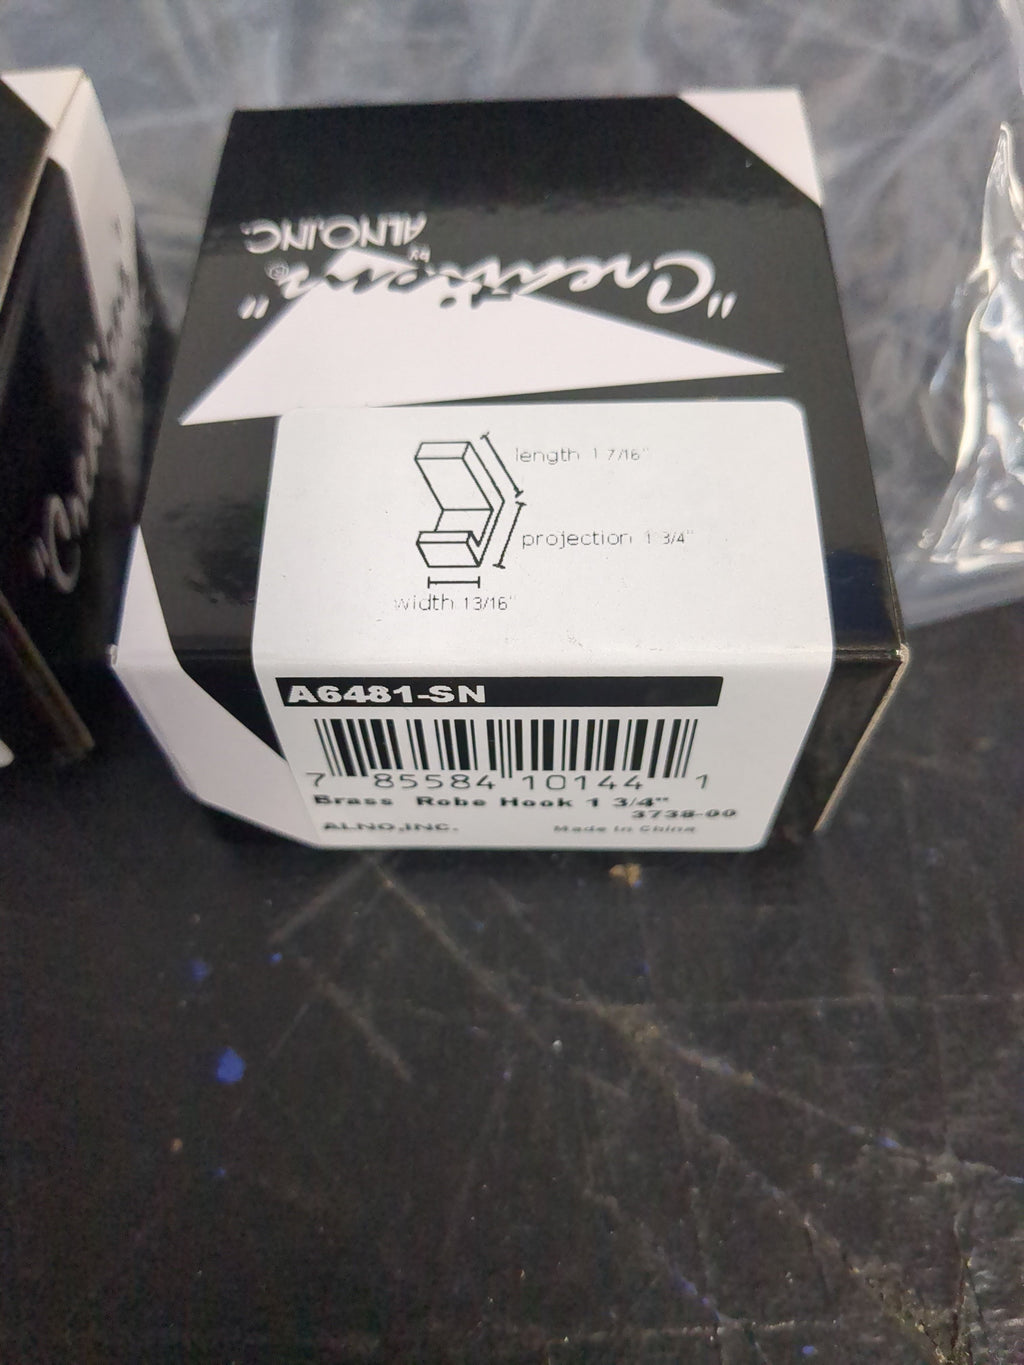 "Creations"®
by
ALNO,INC.
length 1 7/16"
projection 1 3/4"
width 13/16"
A6481-SN
7 85584 10144 1
Brass Robe Hook 1 3/4"
3738-00
ALNO,INC. Made in China